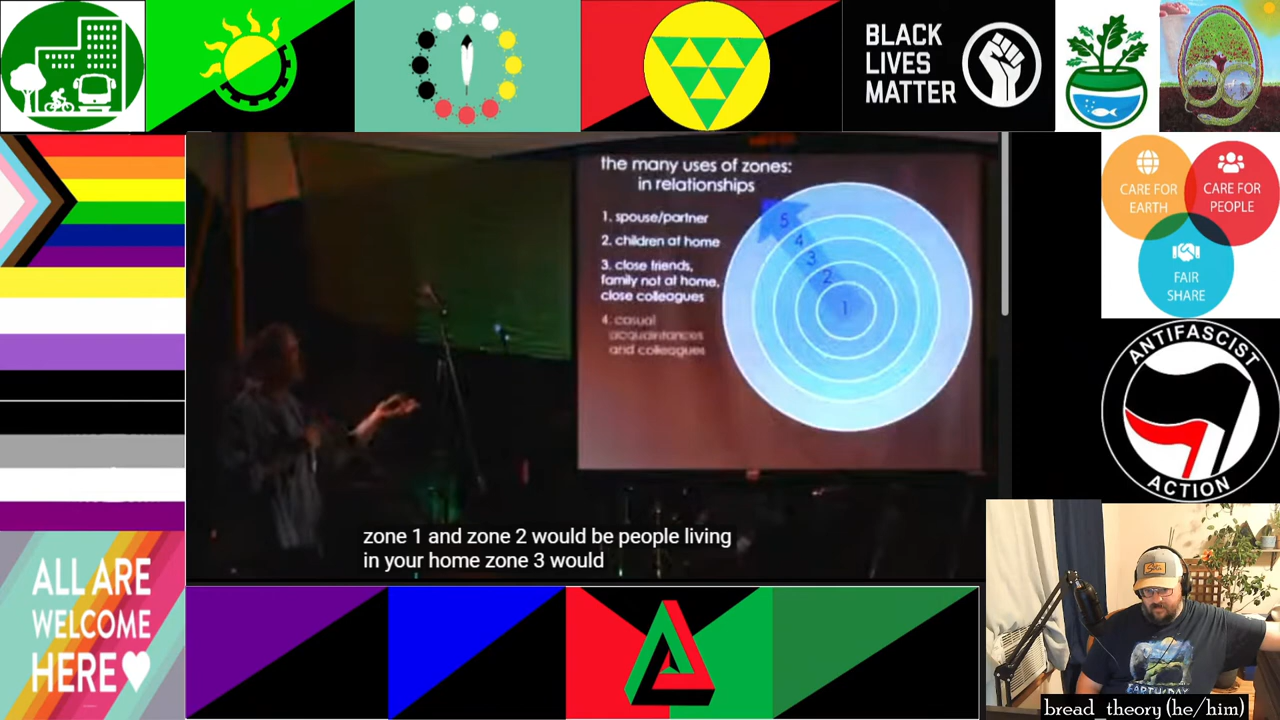 BLACK
LIVES
MATTER
the many uses of zones:
in relationships
1. spouse/partner
2. children at home
3. close friends,
family not at home,
close colleagues
4. casual
acquaintances
and colleagues
5
4
3
2
1
CARE FOR
EARTH
CARE FOR
PEOPLE
FAIR
SHARE
ANTIFASCIST
ACTION
zone 1 and zone 2 would be people living
in your home zone 3 would
ALL ARE
WELCOME
HERE
EARTH DAY
bread_theory (he/him)